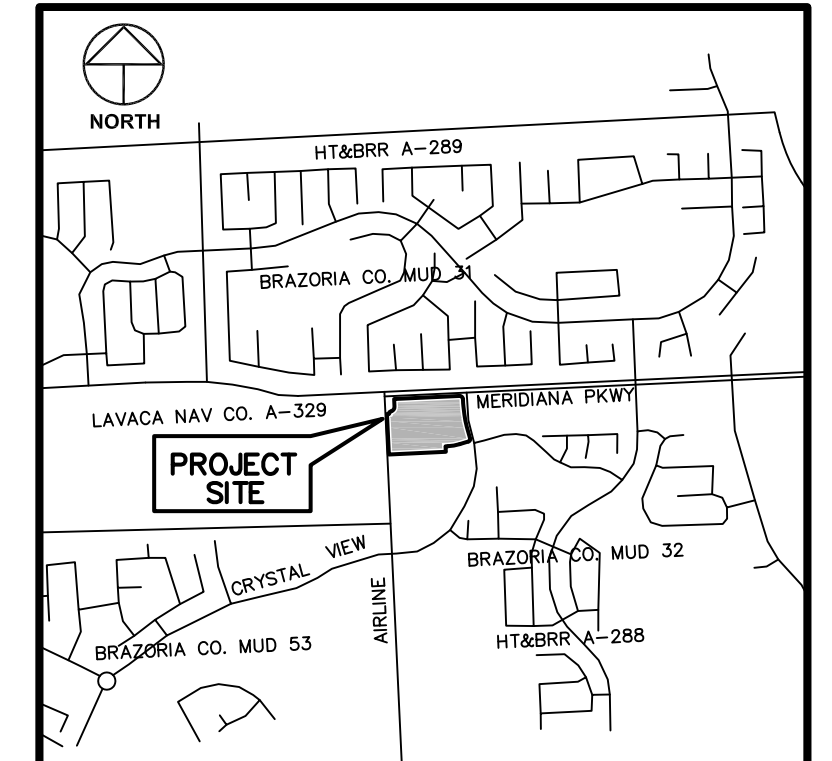 NORTH
HT&BRR A-289
BRAZORIA CO. MUD 31
MERIDIANA PKWY
LAVACA NAV CO. A-329
PROJECT
SITE
CRYSTAL VIEW
BRAZORIA CO. MUD 32
AIRLINE
HT&BRR A-288
BRAZORIA CO. MUD 53